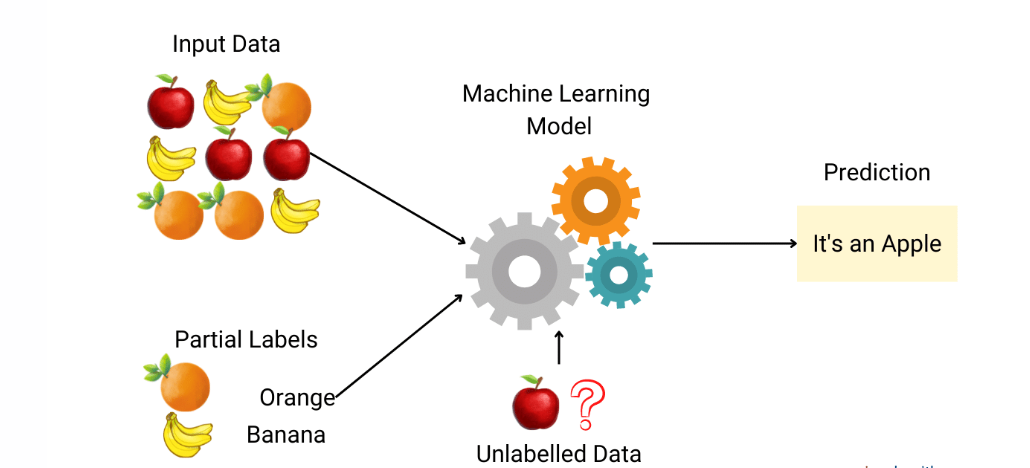 Input Data
Machine Learning
Model
Prediction
It's an Apple
Partial Labels
Orange
Banana
Unlabelled Data